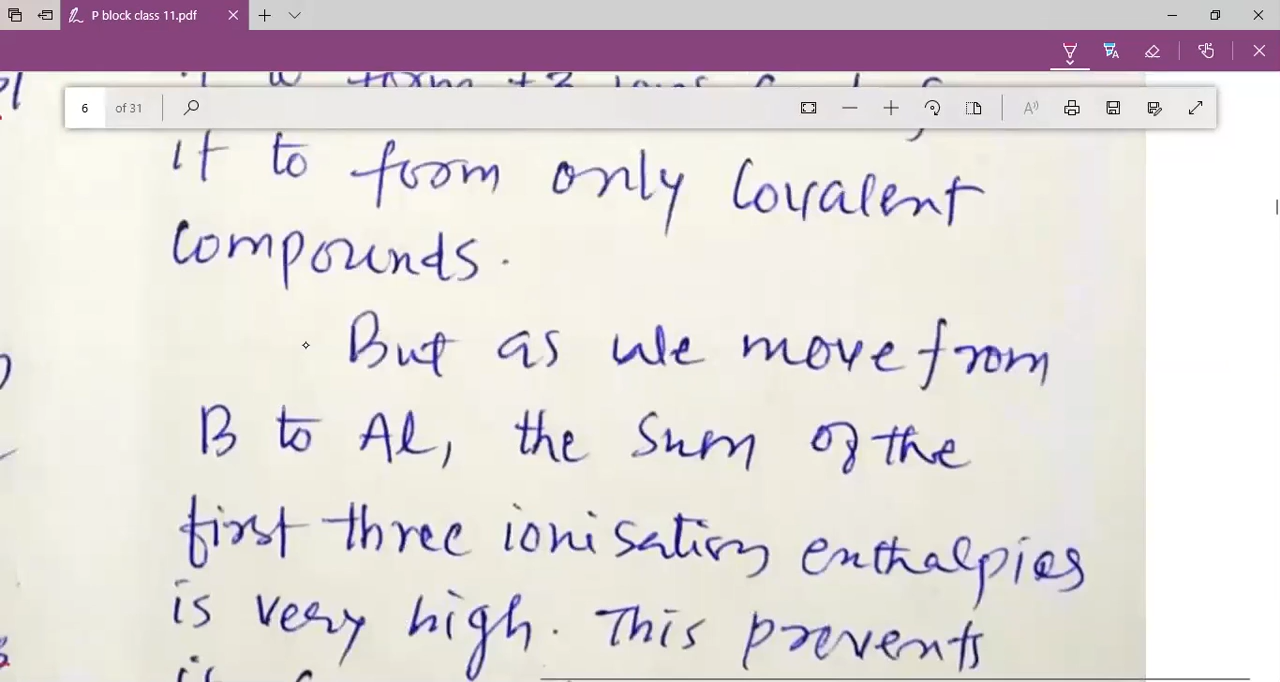 P block class 11.pdf
6 of 31
it to form only covalent
compounds.
But as we move from
B to Al, the sum of the
first three ionisation enthalpies
is very high. This prevents